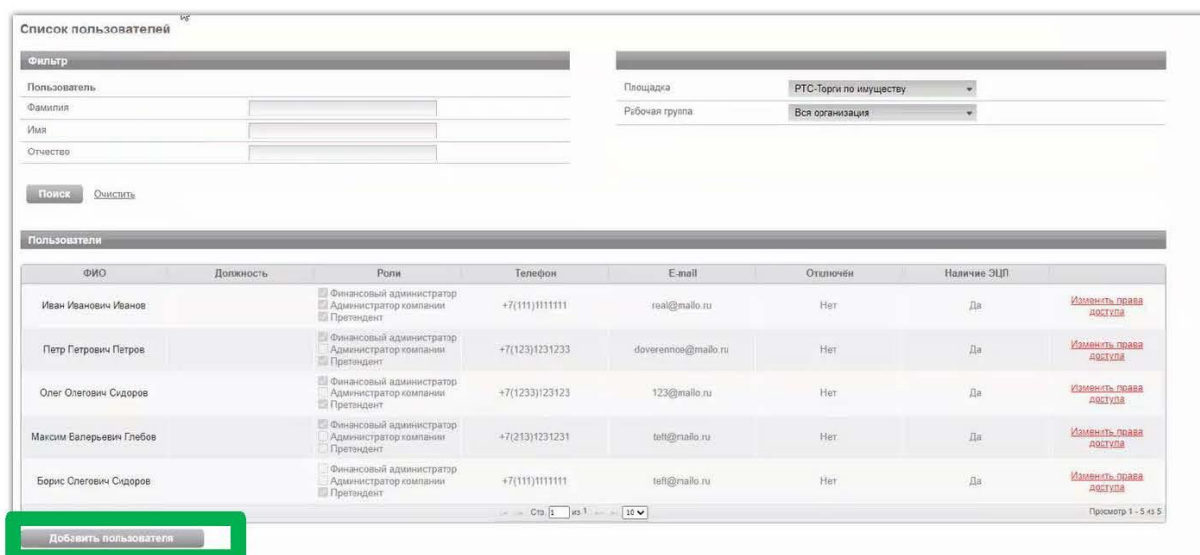 Список пользователей
Фильтр
Пользователь
Фамилия
Имя
Отчество
Площадка РТС-Торги по имуществу
Рабочая группа Вся организация
Поиск Очистить
Пользователи
ФИО Должность Роли Телефон E-mail Отключён Наличие ЭЦП
Финансовый администратор
Иван Иванович Иванов Администратор компании +7(111)1111111 real@mailo.ru Нет Да Изменить права доступа
Претендент
Финансовый администратор
Петр Петрович Петров Администратор компании +7(123)1231233 doverennoe@mailo.ru Нет Да Изменить права доступа
Претендент
Финансовый администратор
Олег Олегович Сидоров Администратор компании +7(1233)123123 123@mailo.ru Нет Да Изменить права доступа
Претендент
Финансовый администратор
Максим Валерьевич Глебов Администратор компании +7(213)1231231 Нет Да Изменить права доступа
Претендент
Финансовый администратор
Борис Олегович Сидоров Администратор компании +7(111)1111111 Нет Да Изменить права доступа
Претендент
Стр. 1 из 1 10 Просмотр 1 - 5 из 5
Добавить пользователя